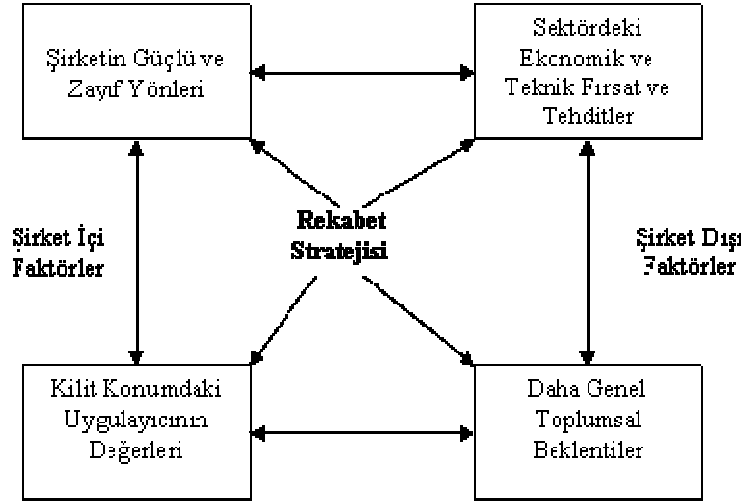 Şirketin Güçlü ve
Zayıf Yönleri
Sektördeki
Ekonomik ve
Teknik Fırsat ve
Tehditler
Rekabet
Stratejisi
Şirket İçi
Faktörler
Şirket Dışı
Faktörler
Kilit Konumdaki
Uygulayıcının
Değerleri
Daha Genel
Toplumsal
Beklentiler